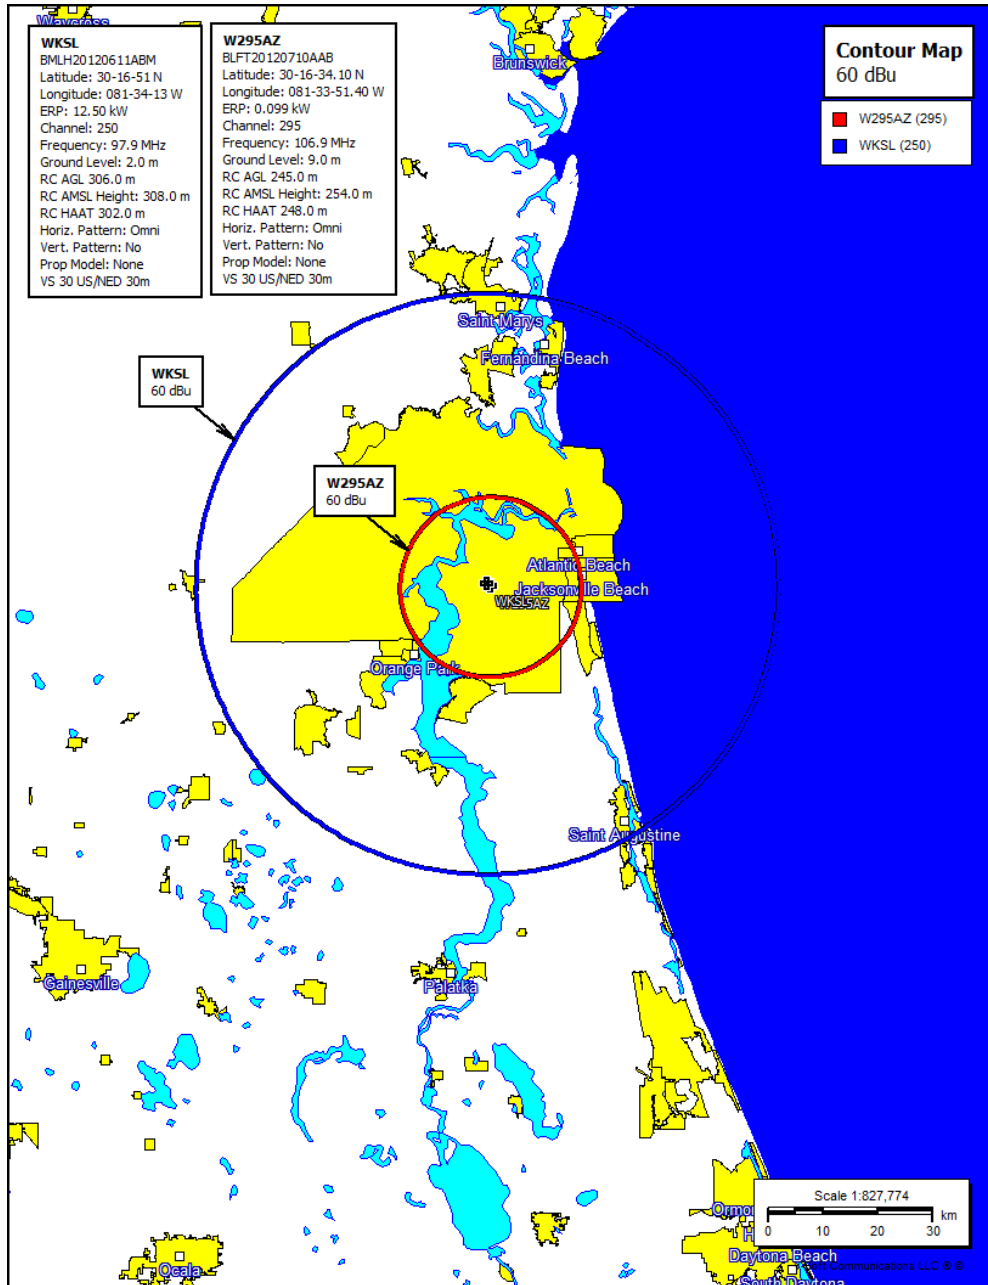 Waycross
WKSL
BMLH20120611ABM
Latitude: 30-16-51 N
Longitude: 081-34-13 W
ERP: 12.50 kW
Channel: 250
Frequency: 97.9 MHz
Ground Level: 2.0 m
RC AGL 306.0 m
RC AMSL Height: 308.0 m
RC HAAT 302.0 m
Horiz. Pattern: Omni
Vert. Pattern: No
Prop Model: None
VS 30 US/NED 30m
W295AZ
BLFT20120710AAB
Latitude: 30-16-34.10 N
Longitude: 081-33-51.40 W
ERP: 0.099 kW
Channel: 295
Frequency: 106.9 MHz
Ground Level: 9.0 m
RC AGL 245.0 m
RC AMSL Height: 254.0 m
RC HAAT 248.0 m
Horiz. Pattern: Omni
Vert. Pattern: No
Prop Model: None
VS 30 US/NED 30m
Contour Map
60 dBu
W295AZ (295)
WKSL (250)
Brunswick
Saint Marys
Fernandina Beach
WKSL
60 dBu
W295AZ
60 dBu
Atlantic Beach
Jacksonville Beach
WKSL
Orange Park
Saint Augustine
Gainesville
Palatka
Scale 1:827,774
km
0 10 20 30
Daytona Beach
South Daytona
Ocala
Communications LLC